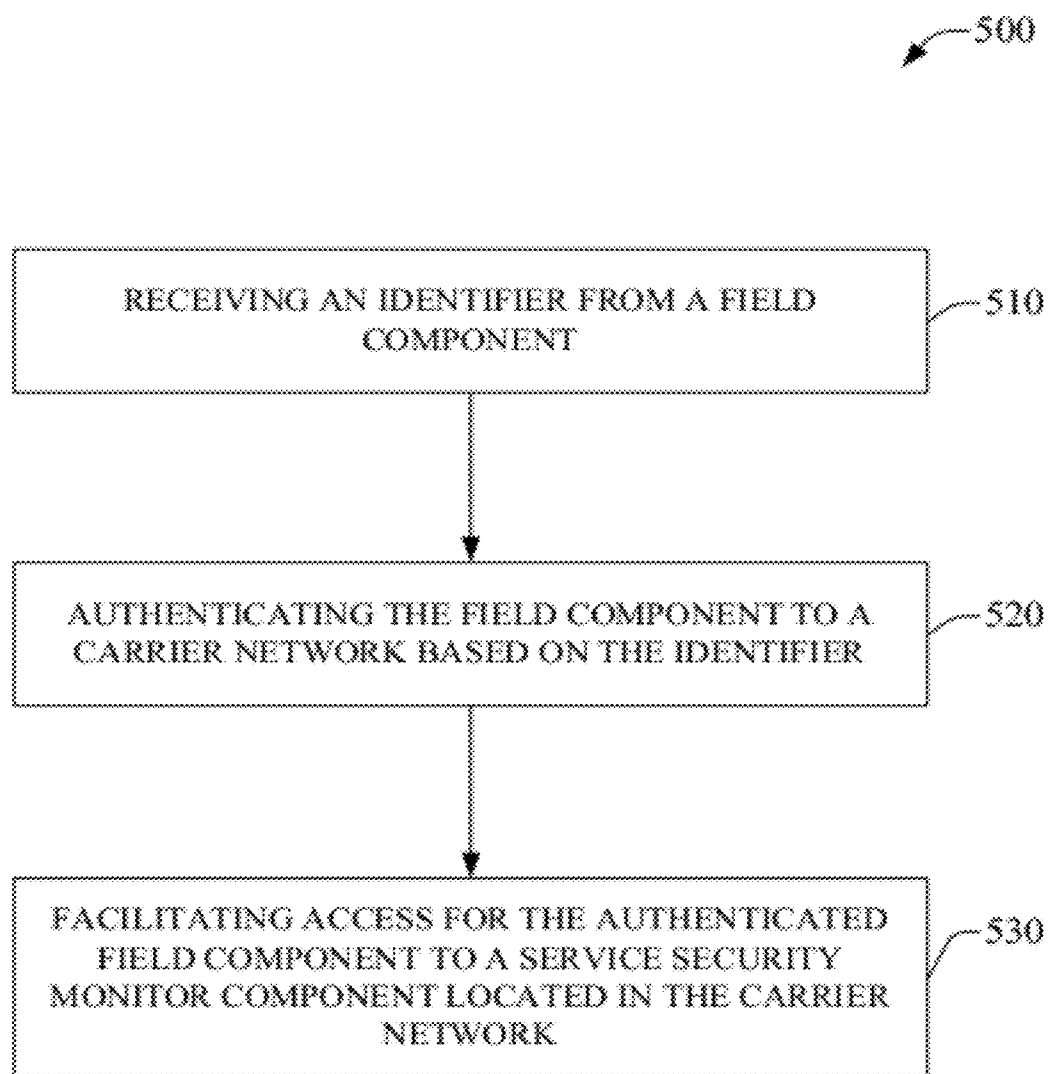 500
RECEIVING AN IDENTIFIER FROM A FIELD
COMPONENT
510
AUTHENTICATING THE FIELD COMPONENT TO A
CARRIER NETWORK BASED ON THE IDENTIFIER
520
FACILITATING ACCESS FOR THE AUTHENTICATED
FIELD COMPONENT TO A SERVICE SECURITY
MONITOR COMPONENT LOCATED IN THE CARRIER
NETWORK
530